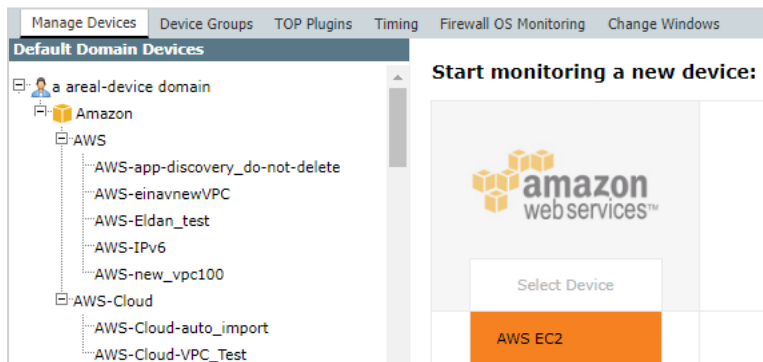 Manage Devices Device Groups TOP Plugins Timing Firewall OS Monitoring Change Windows
Default Domain Devices
a areal-device domain
Amazon
AWS
AWS-app-discovery_do-not-delete
AWS-einavnewVPC
AWS-Eldan_test
AWS-IPv6
AWS-new_vpc100
AWS-Cloud
AWS-Cloud-auto_import
AWS-Cloud-VPC_Test
Start monitoring a new device:
amazon
webservices™
Select Device
AWS EC2